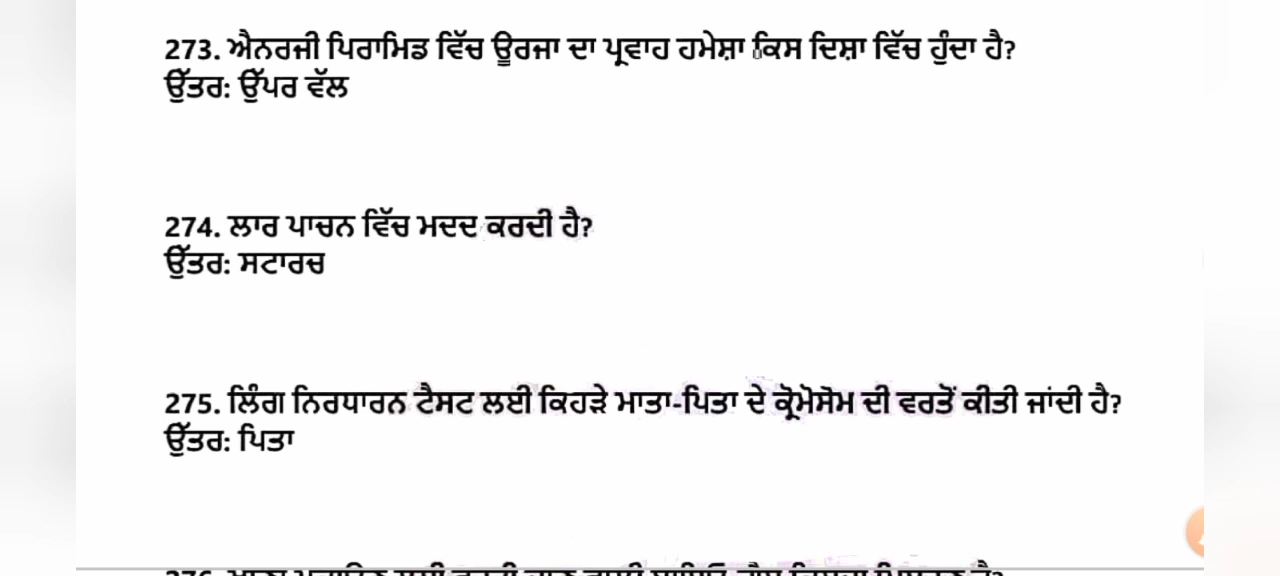 273. ਐਨਰਜੀ ਪਿਰਾਮਿਡ ਵਿੱਚ ਊਰਜਾ ਦਾ ਪ੍ਰਵਾਹ ਹਮੇਸ਼ਾ ਕਿਸ ਦਿਸ਼ਾ ਵਿੱਚ ਹੁੰਦਾ ਹੈ?
ਉੱਤਰ: ਉੱਪਰ ਵੱਲ
274. ਲਾਰ ਪਾਚਨ ਵਿੱਚ ਮਦਦ ਕਰਦੀ ਹੈ?
ਉੱਤਰ: ਸਟਾਰਚ
275. ਲਿੰਗ ਨਿਰਧਾਰਨ ਟੈਸਟ ਲਈ ਕਿਹੜੇ ਮਾਤਾ-ਪਿਤਾ ਦੇ ਕ੍ਰੋਮੋਸੋਮ ਦੀ ਵਰਤੋਂ ਕੀਤੀ ਜਾਂਦੀ ਹੈ?
ਉੱਤਰ: ਪਿਤਾ